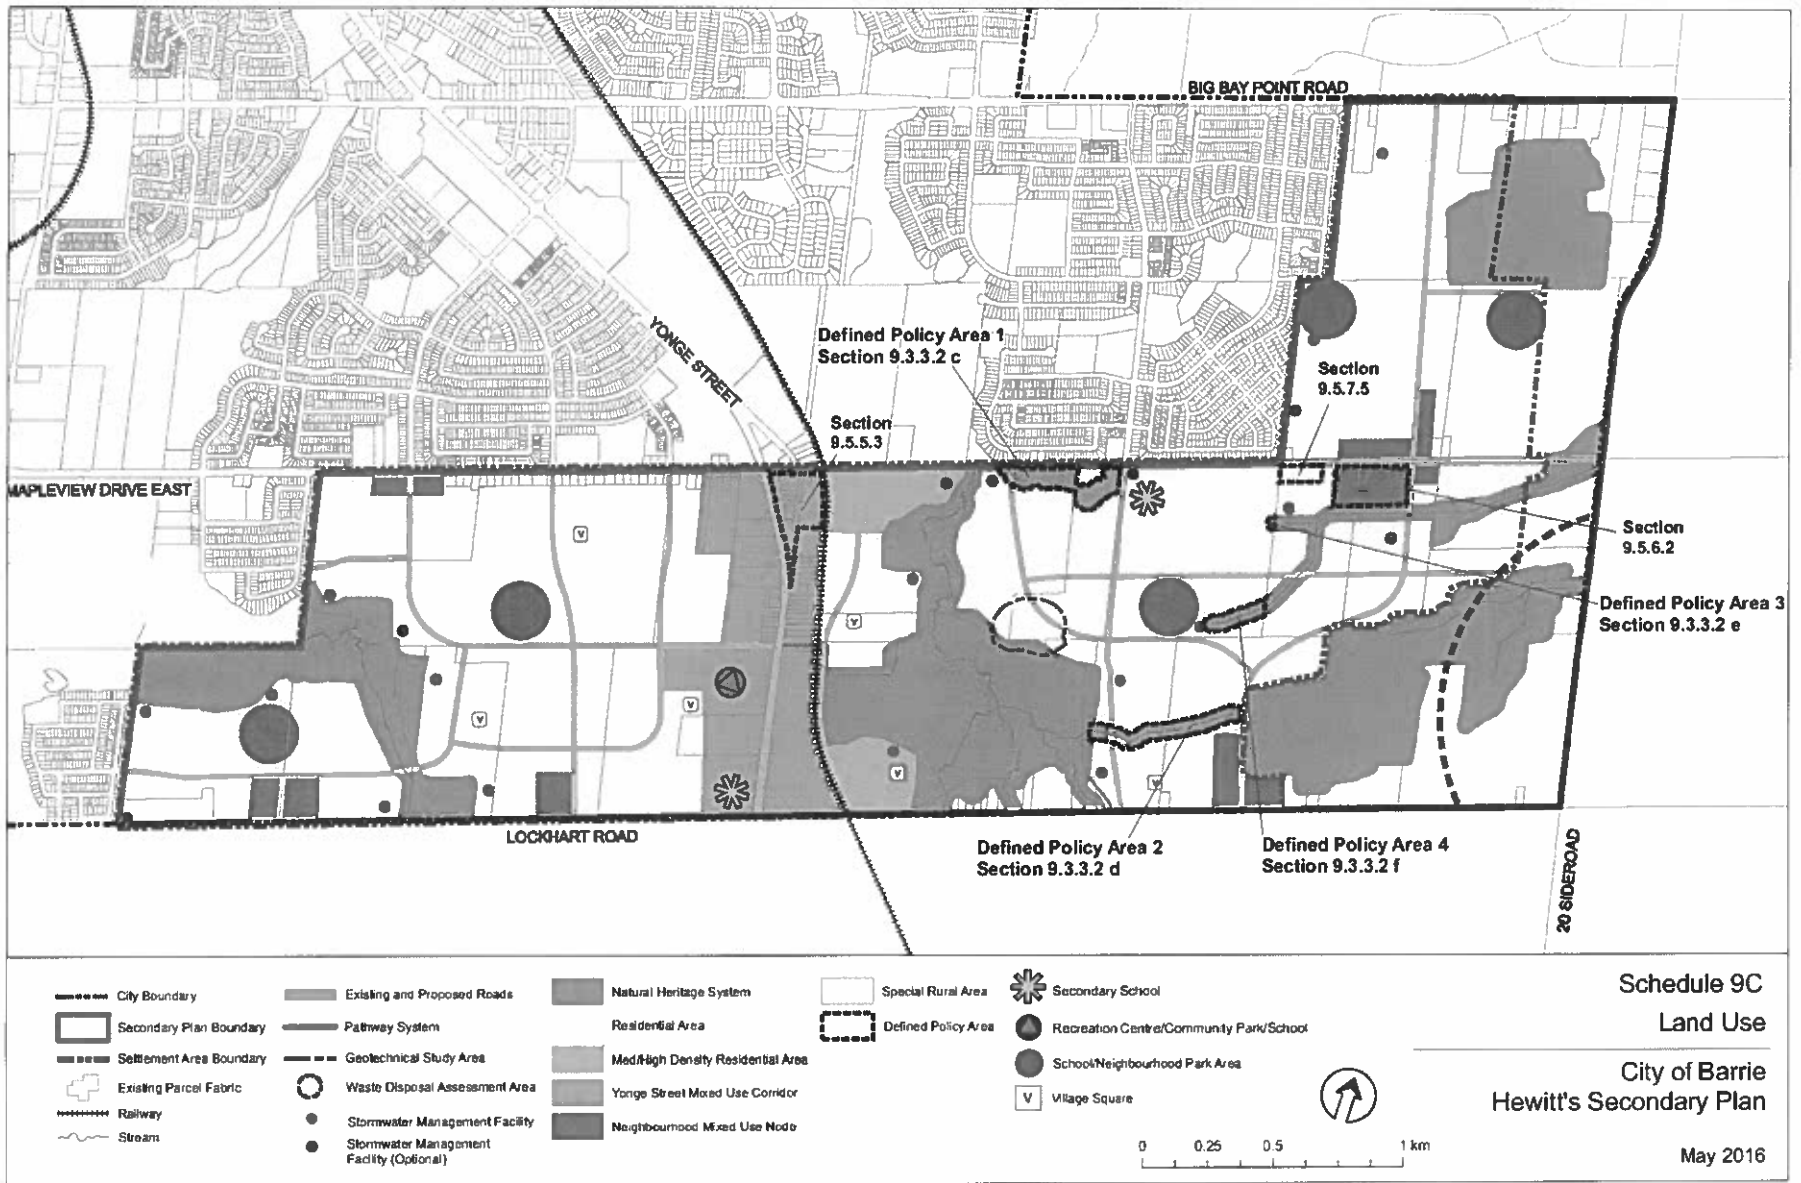 BIG BAY POINT ROAD
YONGE STREET
Defined Policy Area 1
Section 9.3.3.2 c
Section
9.5.7.5
Section
9.5.5.3
MAPLEVIEW DRIVE EAST
Section
9.5.6.2
Defined Policy Area 3
Section 9.3.3.2 e
V
V
V
V
V
V
LOCKHART ROAD
Defined Policy Area 2
Section 9.3.3.2 d
Defined Policy Area 4
Section 9.3.3.2 f
20 SIDEROAD
City Boundary
Secondary Plan Boundary
Settlement Area Boundary
Existing Parcel Fabric
Railway
Stream
Existing and Proposed Roads
Pathway System
Geotechnical Study Area
Waste Disposal Assessment Area
Stormwater Management Facility
Stormwater Management
Facility (Optional)
Natural Heritage System
Residential Area
Med/High Density Residential Area
Yonge Street Mixed Use Corridor
Neighbourhood Mixed Use Node
Special Rural Area
Defined Policy Area
Secondary School
Recreation Centre/Community Park/School
School/Neighbourhood Park Area
V Village Square
0 0.25 0.5 1 km
Schedule 9C
Land Use
City of Barrie
Hewitt's Secondary Plan
May 2016